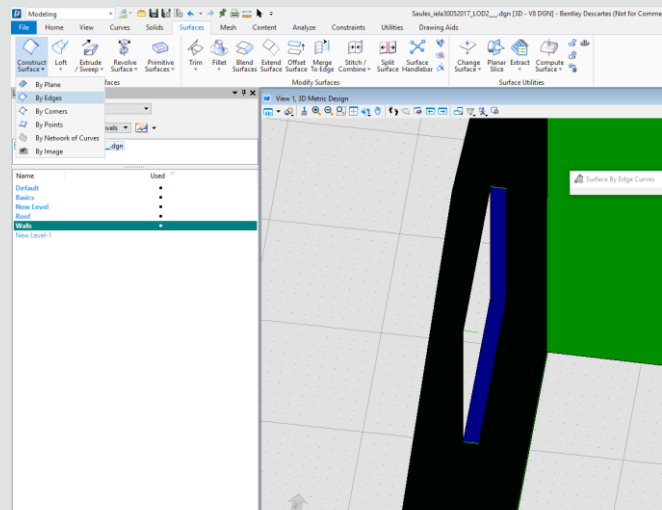 Modeling
Saules_iela30052017_LOD2__.dgn [3D - V8 DGN] - Bentley Descartes (Not for Comme
File Home View Curves Solids Surfaces Mesh Content Analyze Constraints Utilities Drawing Aids
Construct Surface Loft Extrude / Sweep Revolve Surface Primitive Surfaces Trim Fillet Blend Surfaces Extend Surface Offset Surface Merge To Edge Stitch / Combine Split Surface Surface Handlebar Change Surface Planar Slice Extract Compute Surface
faces Modify Surfaces Surface Utilities
By Plane
By Edges
By Corners
By Points
By Network of Curves
By Image
vels
_.dgn
Name Used
Default
Basics
New Level
Roof
Walls
New Level-1
View 1, 3D Metric Design
Surface By Edge Curves